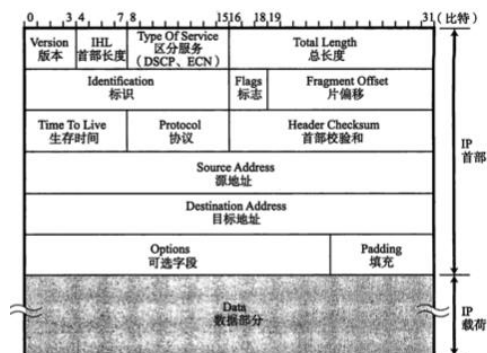 0 3 4 7 8 15 16 18 19 31 (比特)
Version IHL Type Of Service Total Length
版本 首部长度 区分服务 总长度
(DSCP、ECN)
Identification Flags Fragment Offset
标识 标志 片偏移
Time To Live Protocol Header Checksum
生存时间 协议 首部校验和
IP
首部
Source Address
源地址
Destination Address
目标地址
Options Padding
可选字段 填充
Data
数据部分
IP
载荷